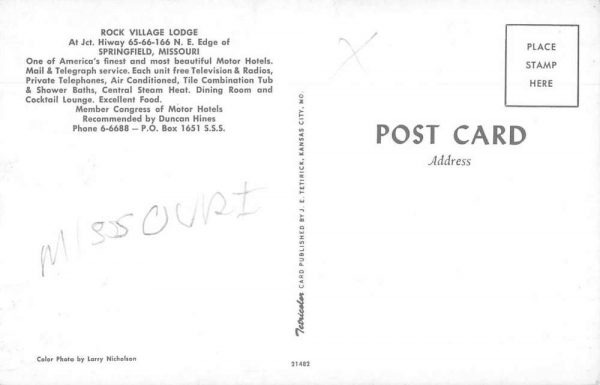 ROCK VILLAGE LODGE
At Jct. Hiway 65-66-166 N. E. Edge of
SPRINGFIELD, MISSOURI
One of America's finest and most beautiful Motor Hotels.
Mail & Telegraph service. Each unit free Television & Radios,
Private Telephones, Air Conditioned, Tile Combination Tub
& Shower Baths, Central Steam Heat. Dining Room and
Cocktail Lounge. Excellent Food.
Member Congress of Motor Hotels
Recommended by Duncan Hines
Phone 6-6688 — P.O. Box 1651 S.S.S.
MISSOURI
Color Photo by Larry Nicholson
Tetricolor CARD PUBLISHED BY J. E. TETIRICK, KANSAS CITY, MO.
21482
X
PLACE
STAMP
HERE
POST CARD
Address